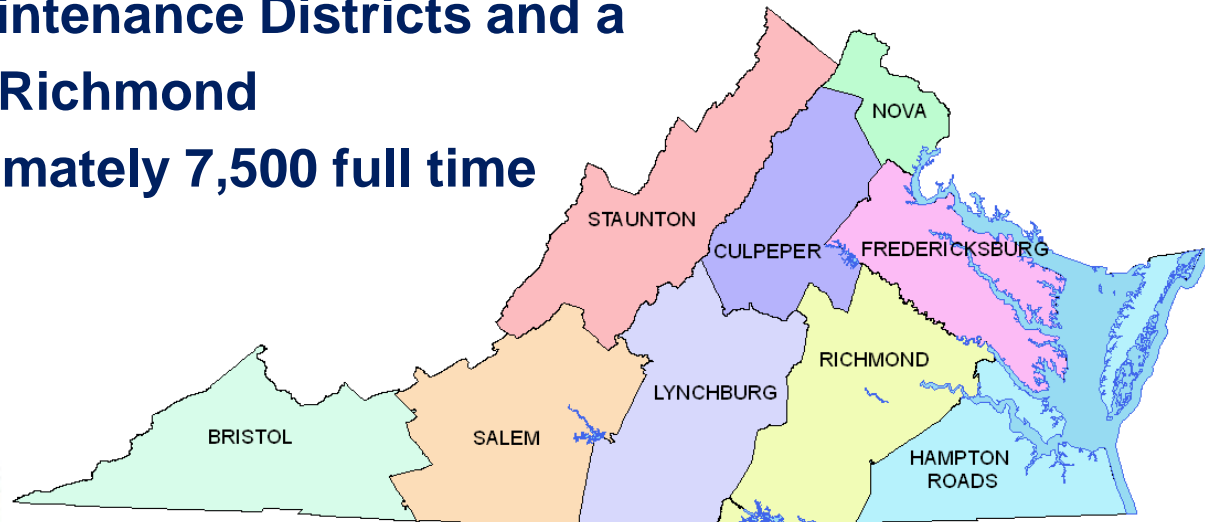 intenance Districts and a
Richmond
mately 7,500 full time
NOVA
STAUNTON
CULPEPER
FREDERICKSBURG
RICHMOND
LYNCHBURG
BRISTOL
SALEM
HAMPTON
ROADS